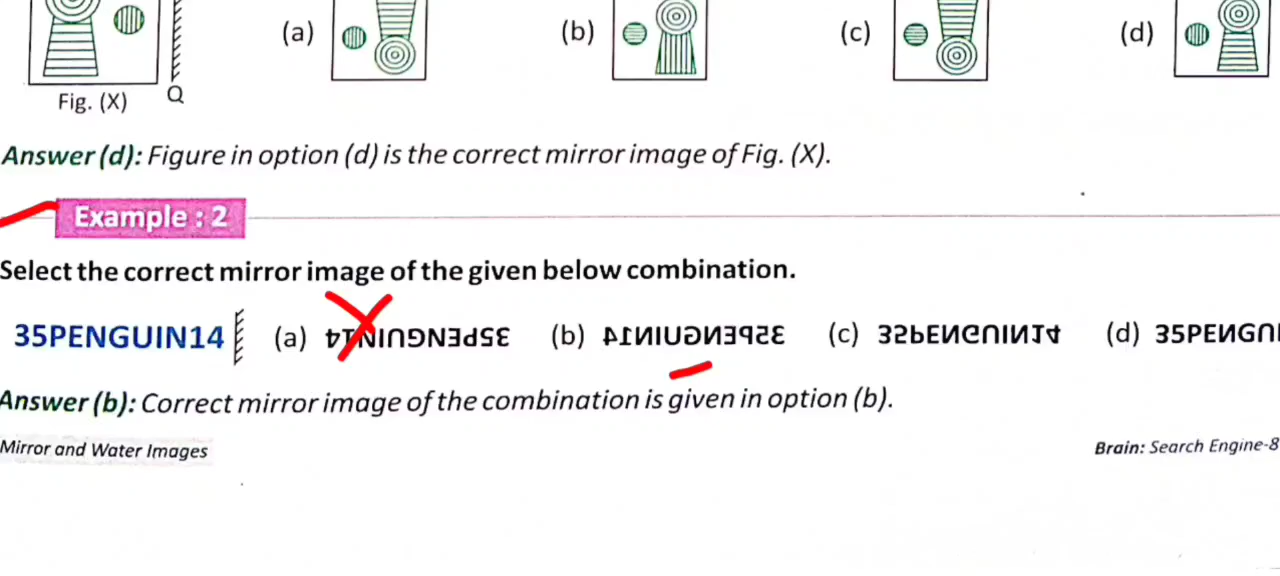 (a) (b) (c) (d)
Fig. (X) Q
Answer (d): Figure in option (d) is the correct mirror image of Fig. (X).
Example : 2
Select the correct mirror image of the given below combination.
35PENGUIN14 (a) (b) (c) (d)
Answer (b): Correct mirror image of the combination is given in option (b).
Mirror and Water Images Brain: Search Engine-8